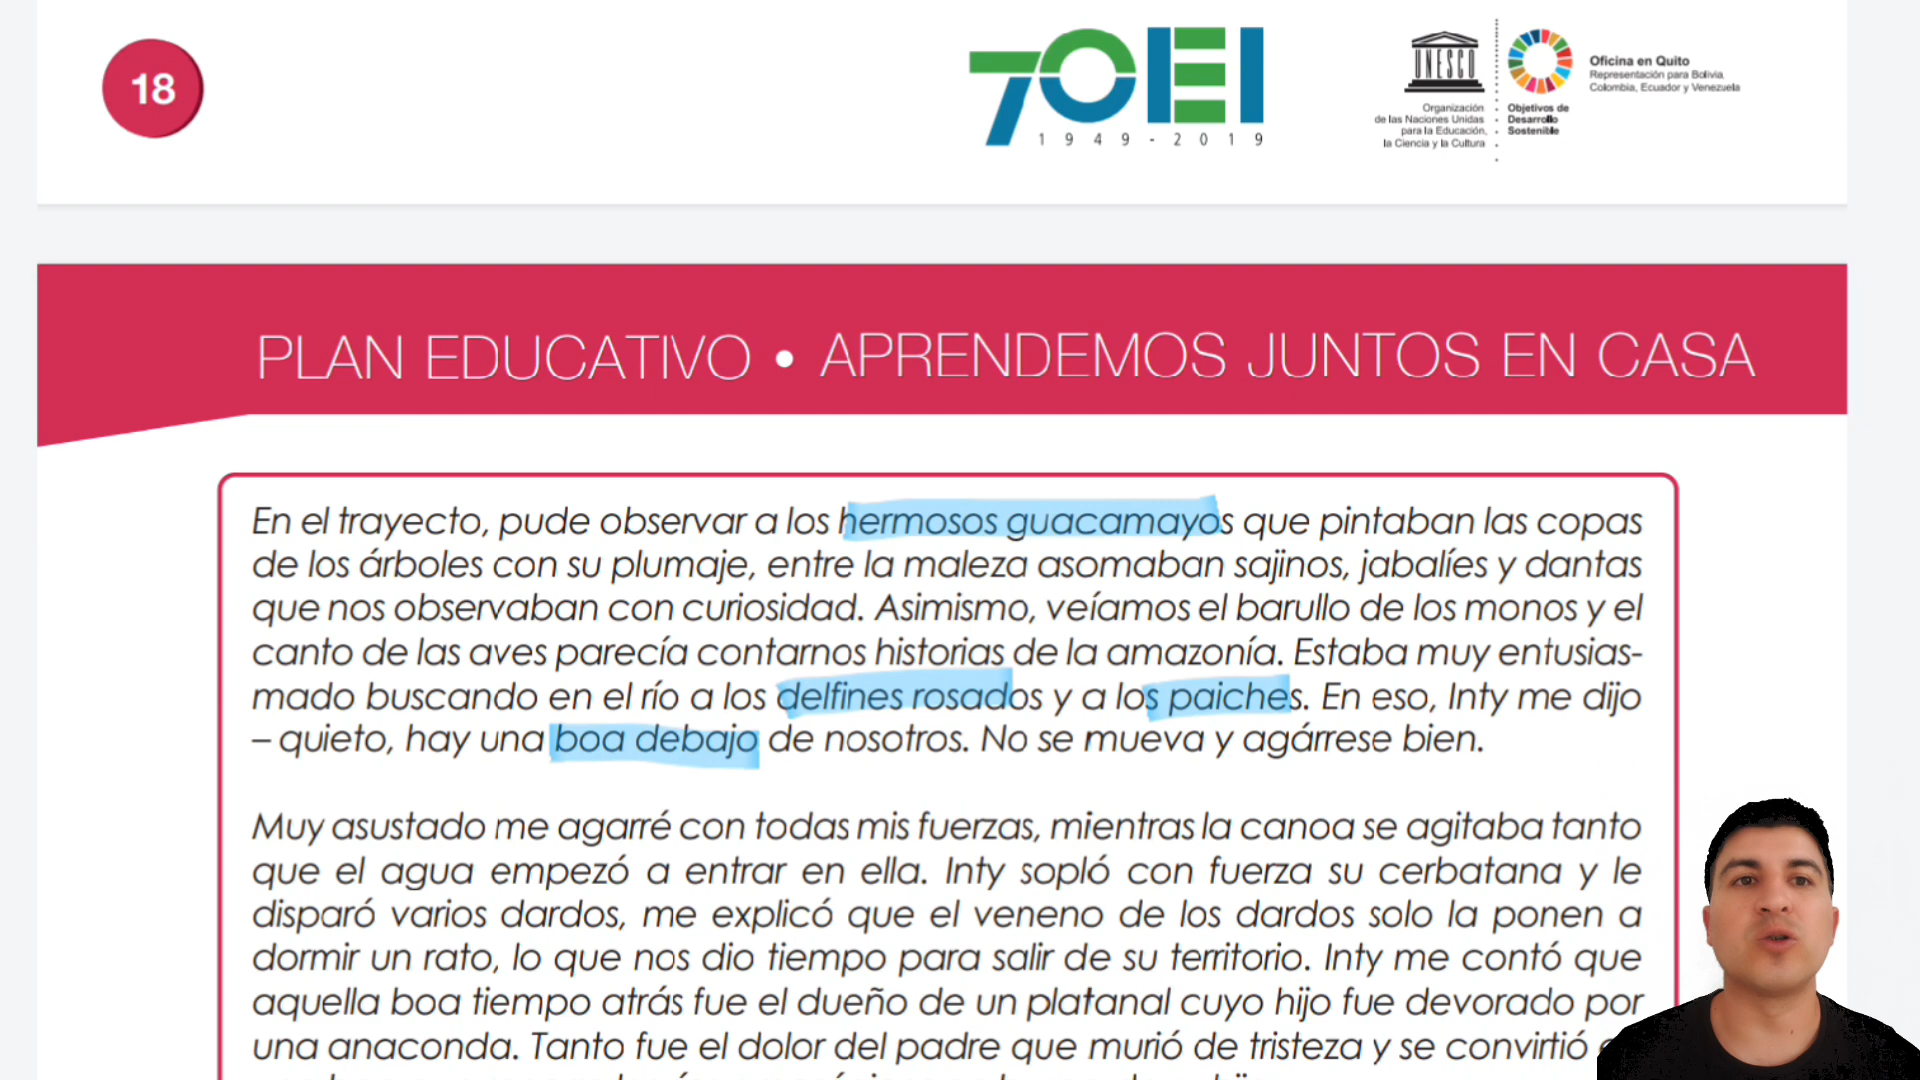 18
70EI
1949-2019
UNESCO
Organización
de las Naciones Unidas
para la Educación,
la Ciencia y la Cultura
Objetivos de
Desarrollo
Sostenible
Oficina en Quito
Representación para Bolivia,
Colombia, Ecuador y Venezuela
PLAN EDUCATIVO • APRENDEMOS JUNTOS EN CASA
En el trayecto, pude observar a los hermosos guacamayos que pintaban las copas
de los árboles con su plumaje, entre la maleza asomaban sajinos, jabalíes y dantas
que nos observaban con curiosidad. Asimismo, veíamos el barullo de los monos y el
canto de las aves parecía contarnos historias de la amazonía. Estaba muy entusias-
mado buscando en el río a los delfines rosados y a los paiches. En eso, Inty me dijo
– quieto, hay una boa debajo de nosotros. No se mueva y agárrese bien.
Muy asustado me agarré con todas mis fuerzas, mientras la canoa se agitaba tanto
que el agua empezó a entrar en ella. Inty sopló con fuerza su cerbatana y le
disparó varios dardos, me explicó que el veneno de los dardos solo la ponen a
dormir un rato, lo que nos dio tiempo para salir de su territorio. Inty me contó que
aquella boa tiempo atrás fue el dueño de un platanal cuyo hijo fue devorado por
una anaconda. Tanto fue el dolor del padre que murió de tristeza y se convirtió